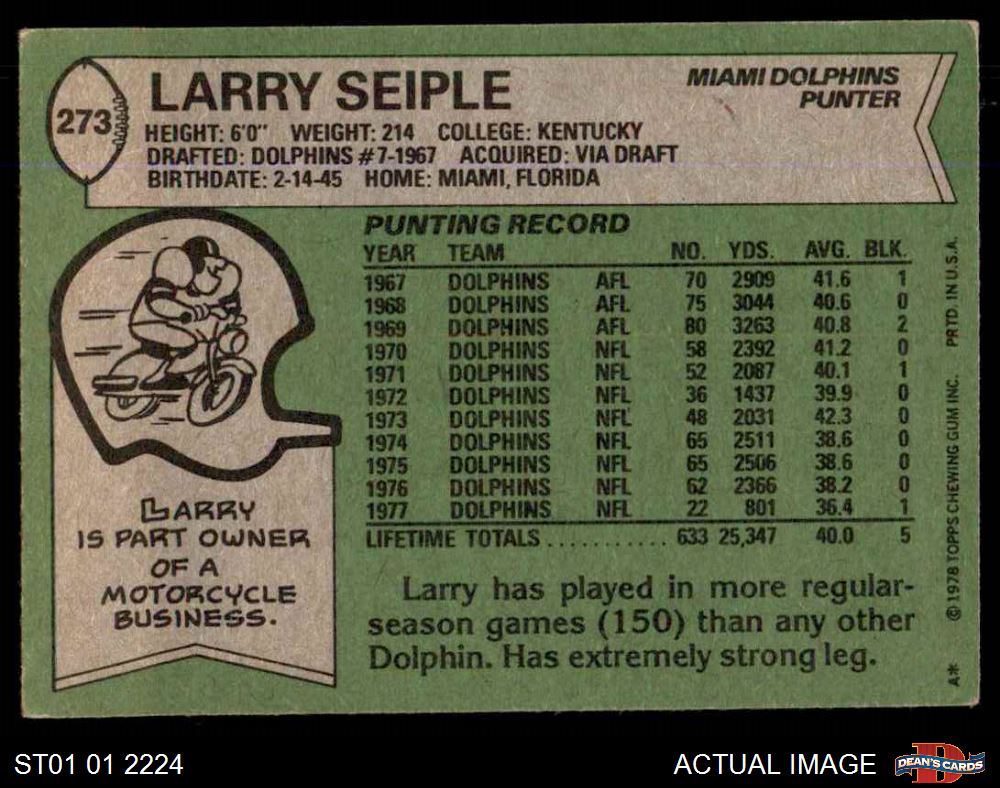 273
LARRY SEIPLE
MIAMI DOLPHINS
PUNTER
HEIGHT: 6'0" WEIGHT: 214 COLLEGE: KENTUCKY
DRAFTED: DOLPHINS #7-1967 ACQUIRED: VIA DRAFT
BIRTHDATE: 2-14-45 HOME: MIAMI, FLORIDA
PUNTING RECORD
YEAR TEAM NO. YDS. AVG. BLK.
1967 DOLPHINS AFL 70 2909 41.6 1
1968 DOLPHINS AFL 75 3044 40.6 0
1969 DOLPHINS AFL 80 3263 40.8 2
1970 DOLPHINS NFL 58 2392 41.2 0
1971 DOLPHINS NFL 52 2087 40.1 1
1972 DOLPHINS NFL 36 1437 39.9 0
1973 DOLPHINS NFL 48 2031 42.3 0
1974 DOLPHINS NFL 65 2511 38.6 0
1975 DOLPHINS NFL 65 2506 38.6 0
1976 DOLPHINS NFL 62 2366 38.2 0
1977 DOLPHINS NFL 22 801 36.4 1
LIFETIME TOTALS ........... 633 25,347 40.0 5
LARRY
IS PART OWNER
OF A
MOTORCYCLE
BUSINESS.
Larry has played in more regular-
season games (150) than any other
Dolphin. Has extremely strong leg.
A* © 1978 TOPPS CHEWING GUM INC. PRTD. IN U.S.A.
ST01 01 2224
ACTUAL IMAGE
D
DEAN'S CARDS